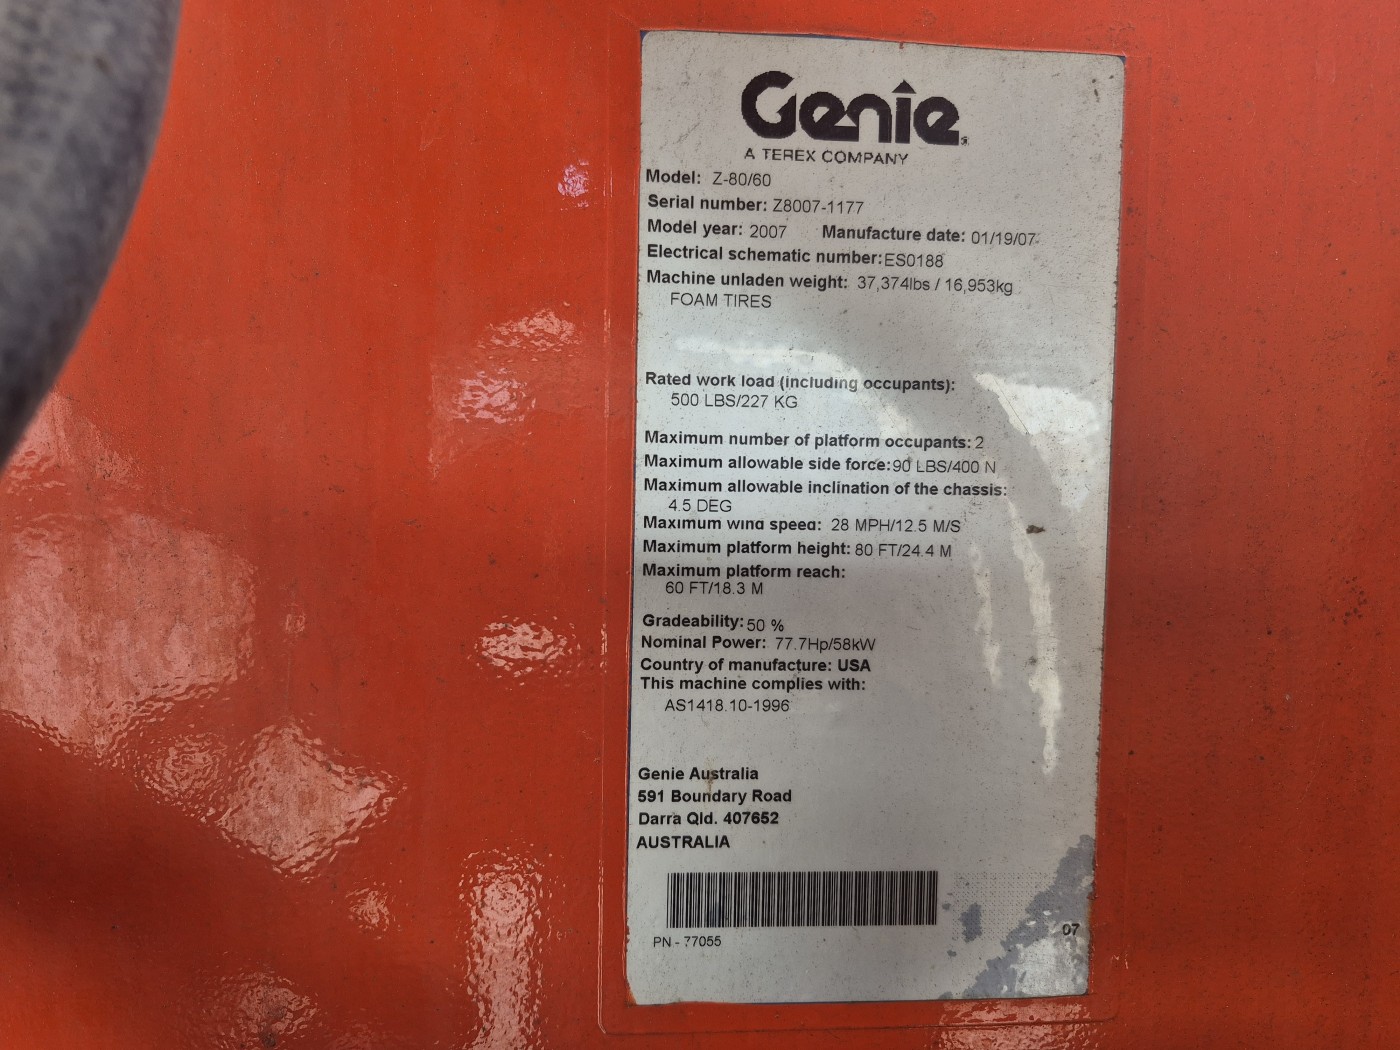 Genie
A TEREX COMPANY
Model: Z-80/60
Serial number: Z8007-1177
Model year: 2007 Manufacture date: 01/19/07
Electrical schematic number: ES0188
Machine unladen weight: 37,374lbs / 16,953kg
FOAM TIRES
Rated work load (including occupants):
500 LBS/227 KG
Maximum number of platform occupants: 2
Maximum allowable side force: 90 LBS/400 N
Maximum allowable inclination of the chassis:
4.5 DEG
Maximum wind speed: 28 MPH/12.5 M/S
Maximum platform height: 80 FT/24.4 M
Maximum platform reach:
60 FT/18.3 M
Gradeability: 50 %
Nominal Power: 77.7Hp/58kW
Country of manufacture: USA
This machine complies with:
AS1418.10-1996
Genie Australia
591 Boundary Road
Darra Qld. 407652
AUSTRALIA
PN - 77055
07